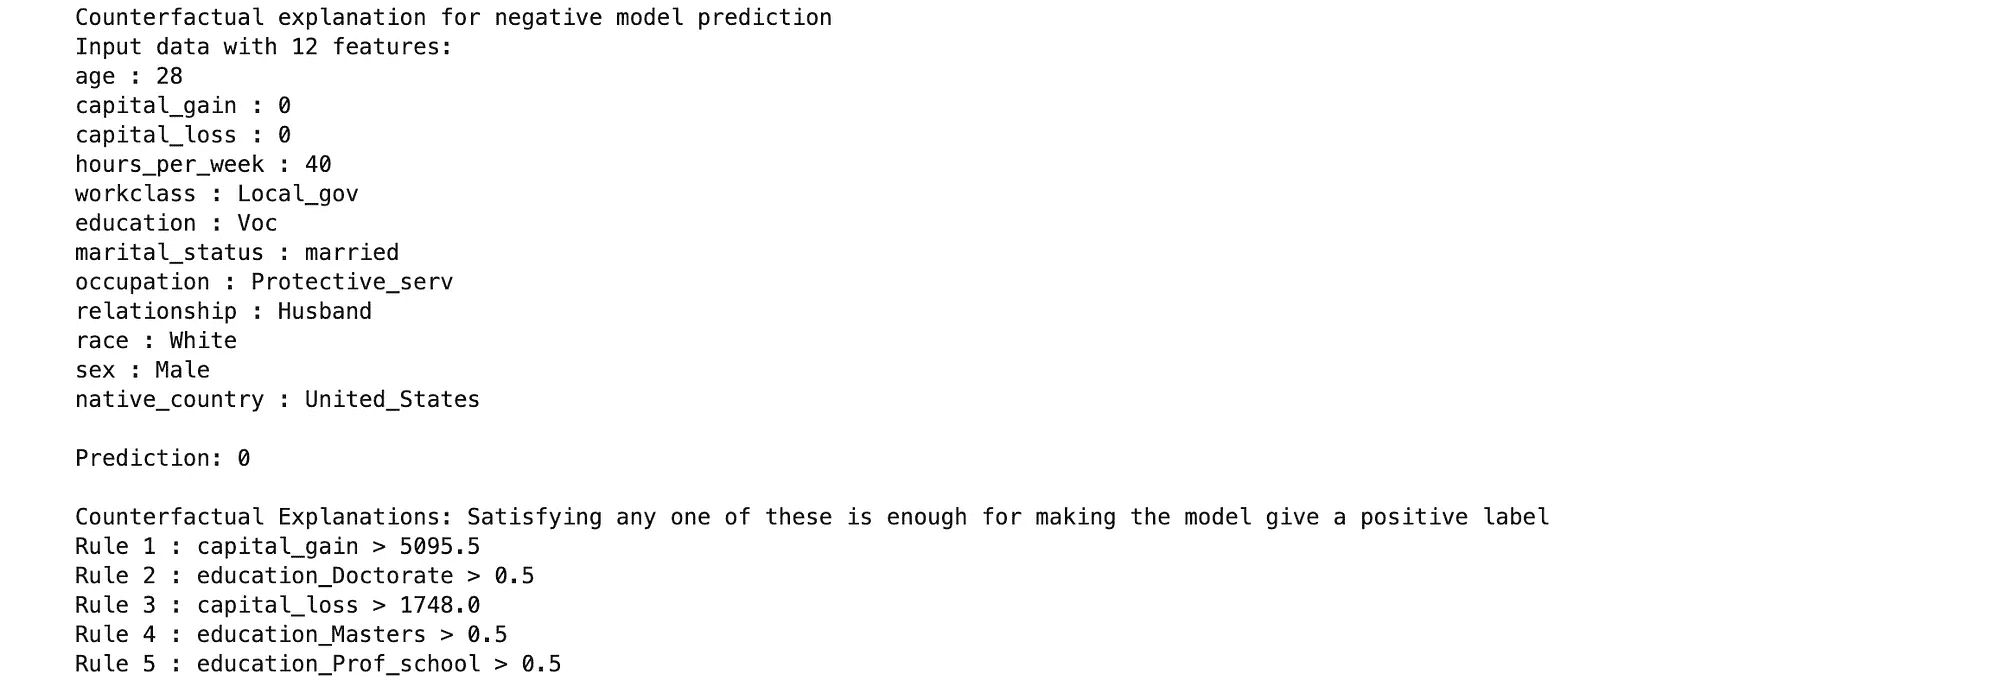 Counterfactual explanation for negative model prediction
Input data with 12 features:
age : 28
capital_gain : 0
capital_loss : 0
hours_per_week : 40
workclass : Local_gov
education : Voc
marital_status : married
occupation : Protective_serv
relationship : Husband
race : White
sex : Male
native_country : United_States
Prediction: 0
Counterfactual Explanations: Satisfying any one of these is enough for making the model give a positive label
Rule 1 : capital_gain > 5095.5
Rule 2 : education_Doctorate > 0.5
Rule 3 : capital_loss > 1748.0
Rule 4 : education_Masters > 0.5
Rule 5 : education_Prof_school > 0.5